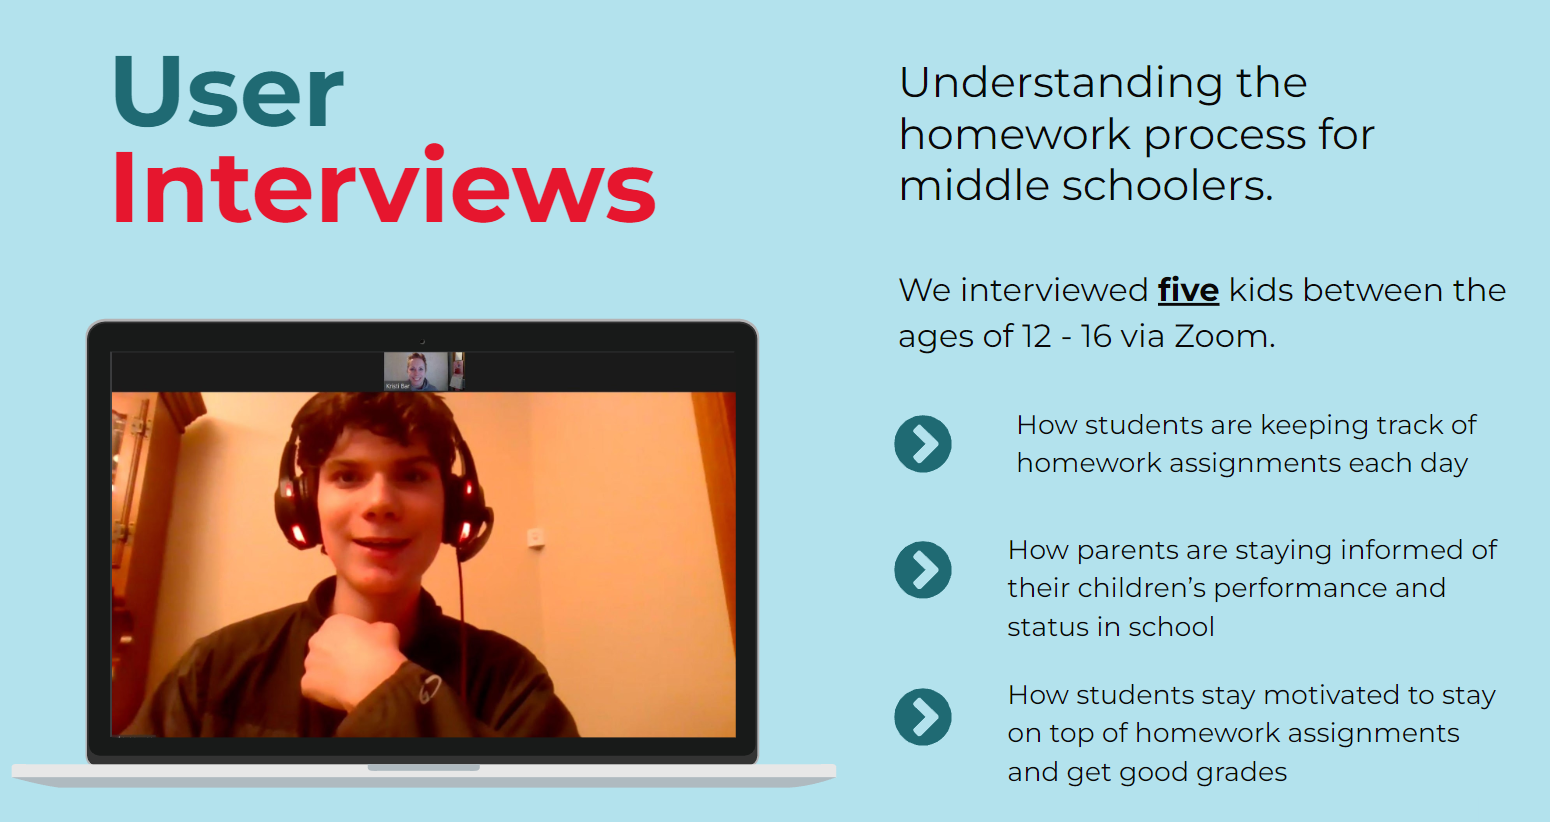 User
Interviews
Understanding the
homework process for
middle schoolers.
We interviewed five kids between the
ages of 12 - 16 via Zoom.
How students are keeping track of
homework assignments each day
How parents are staying informed of
their children’s performance and
status in school
How students stay motivated to stay
on top of homework assignments
and get good grades
Kristi Bar